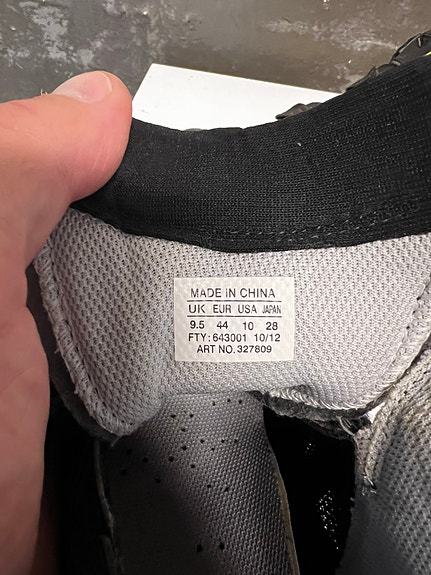 MADE IN CHINA
UK EUR USA JAPAN
9.5 44 10 28
FTY: 643001 10/12
ART NO. 327809